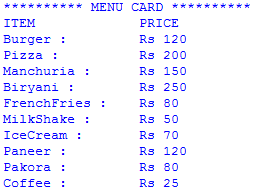 ********** MENU CARD **********
ITEM PRICE
Burger : Rs 120
Pizza : Rs 200
Manchuria : Rs 150
Biryani : Rs 250
FrenchFries : Rs 80
MilkShake : Rs 50
IceCream : Rs 70
Paneer : Rs 120
Pakora : Rs 80
Coffee : Rs 25